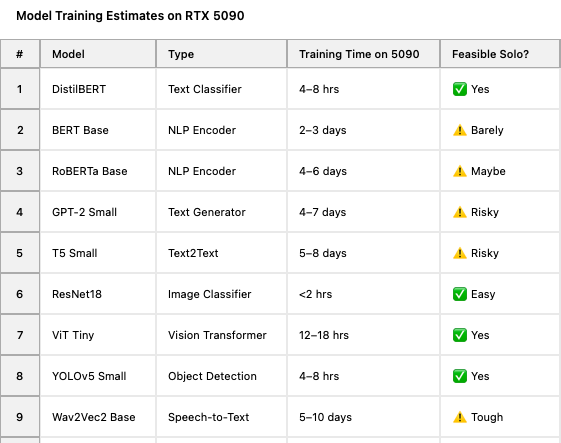 Model Training Estimates on RTX 5090
# Model Type Training Time on 5090 Feasible Solo?
1 DistilBERT Text Classifier 4–8 hrs ✅ Yes
2 BERT Base NLP Encoder 2–3 days ⚠️ Barely
3 RoBERTa Base NLP Encoder 4–6 days ⚠️ Maybe
4 GPT-2 Small Text Generator 4–7 days ⚠️ Risky
5 T5 Small Text2Text 5–8 days ⚠️ Risky
6 ResNet18 Image Classifier <2 hrs ✅ Easy
7 ViT Tiny Vision Transformer 12–18 hrs ✅ Yes
8 YOLOv5 Small Object Detection 4–8 hrs ✅ Yes
9 Wav2Vec2 Base Speech-to-Text 5–10 days ⚠️ Tough